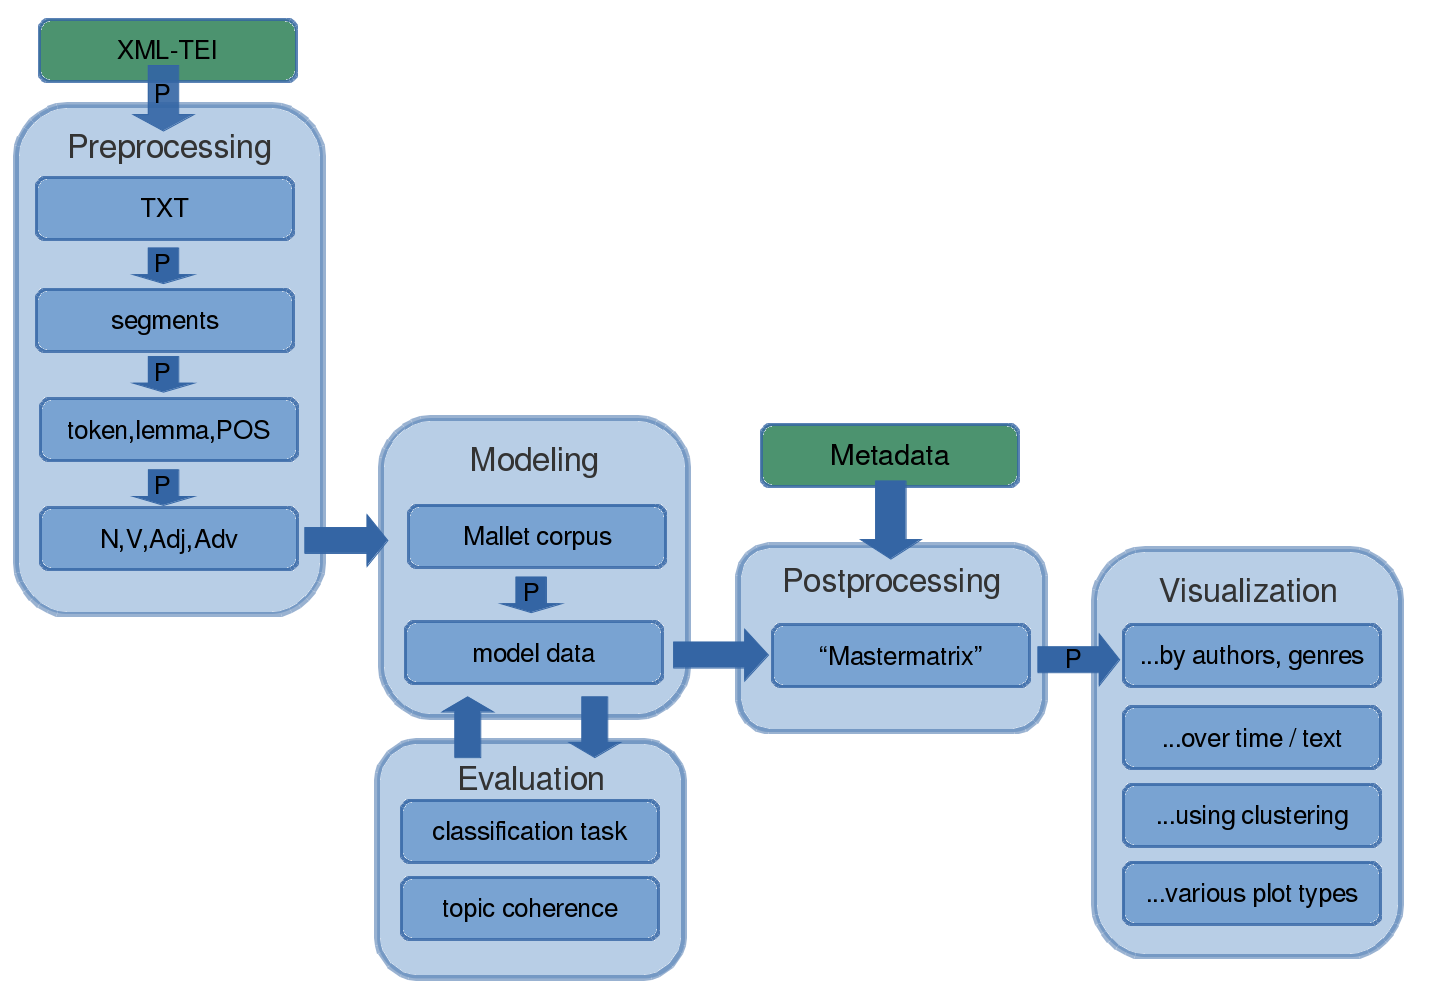 XML-TEI
P
Preprocessing
TXT
P
segments
P
token,lemma,POS
P
N,V,Adj,Adv
Modeling
Mallet corpus
P
model data
Evaluation
classification task
topic coherence
Metadata
Postprocessing
“Mastermatrix”
P
Visualization
...by authors, genres
...over time / text
...using clustering
...various plot types